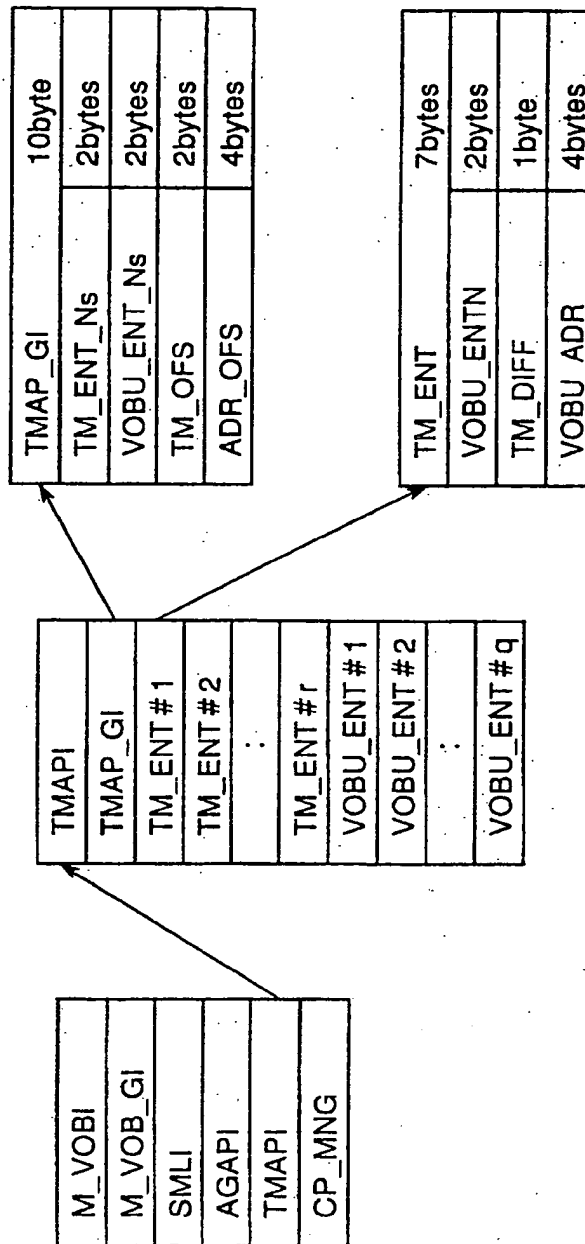 M_VOBI
M_VOB_GI
SMLI
AGAPI
TMAPI
CP_MNG
TMAPI
TMAP_GI
TM_ENT#1
TM_ENT#2
:
TM_ENT#r
VOBU_ENT#1
VOBU_ENT#2
:
VOBU_ENT#q
TMAP_GI 10byte
TM_ENT_Ns 2bytes
VOBU_ENT_Ns 2bytes
TM_OFS 2bytes
ADR_OFS 4bytes
TM_ENT 7bytes
VOBU_ENTN 2bytes
TM_DIFF 1byte
VOBU_ADR 4bytes